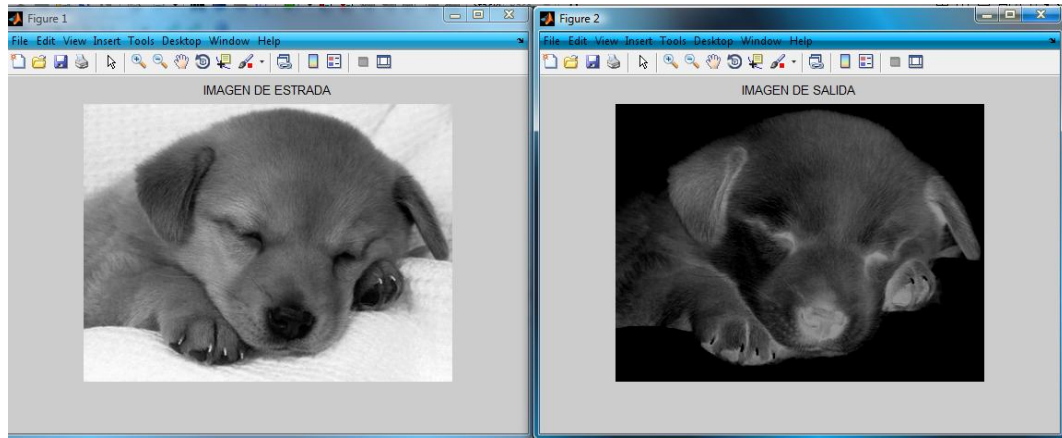 Figure 1
File Edit View Insert Tools Desktop Window Help
IMAGEN DE ESTRADA
Figure 2
File Edit View Insert Tools Desktop Window Help
IMAGEN DE SALIDA